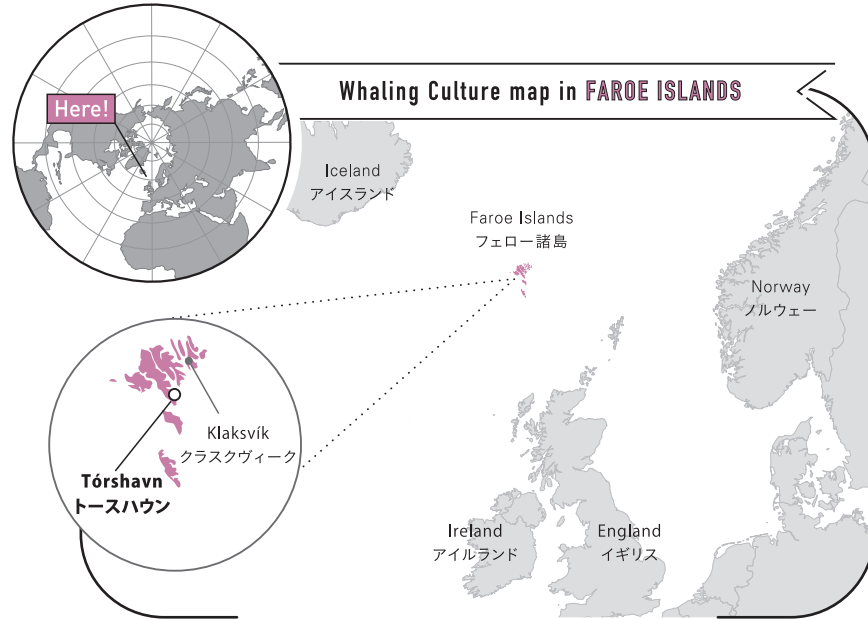 Whaling Culture map in FAROE ISLANDS
Here!
Iceland
アイスランド
Faroe Islands
フェロー諸島
Norway
ノルウェー
Klaksvík
クラスクヴィーク
Tórshavn
トースハウン
Ireland
アイルランド
England
イギリス